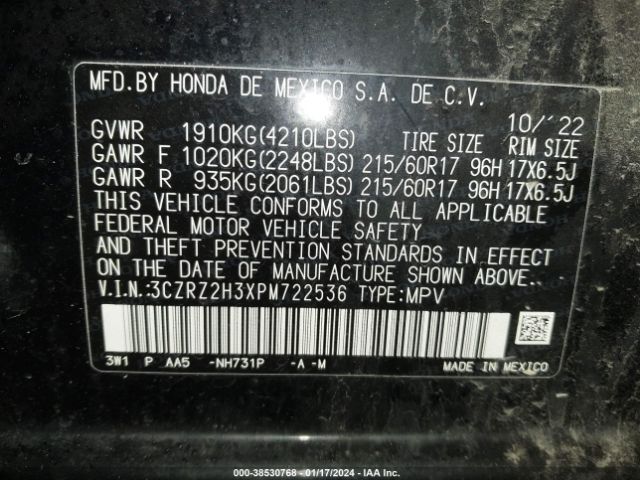 MFD.BY HONDA DE MEXICO S.A. DE C.V.
10/'22
GVWR 1910KG(4210LBS) TIRE SIZE RIM SIZE
GAWR F 1020KG(2248LBS) 215/60R17 96H 17X6.5J
GAWR R 935KG(2061LBS) 215/60R17 96H 17X6.5J
THIS VEHICLE CONFORMS TO ALL APPLICABLE
FEDERAL MOTOR VEHICLE SAFETY
AND THEFT PREVENTION STANDARDS IN EFFECT
ON THE DATE OF MANUFACTURE SHOWN ABOVE.
V.I.N.:3CZRZ2H3XPM722536 TYPE:MPV
3W1 P AA5 -NH731P -A -M
MADE IN MEXICO
000-38530768 - 01/17/2024 - IAAI.com